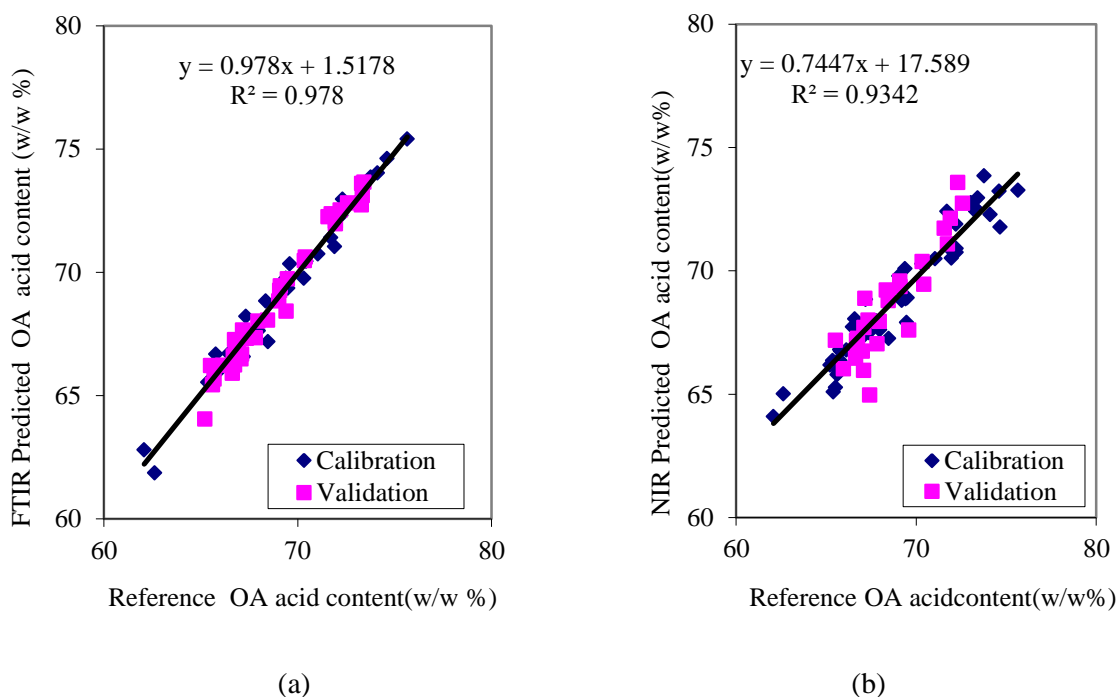 80
75
70
65
60
60
70
80
FTIR Predicted OA acid content (w/w %)
y = 0.978x + 1.5178
R² = 0.978
Calibration
Validation
Reference OA acid content(w/w %)
(a)
80
75
70
65
60
60
70
80
NIR Predicted OA acid content(w/w%)
y = 0.7447x + 17.589
R² = 0.9342
Calibration
Validation
Reference OA acidcontent(w/w%)
(b)